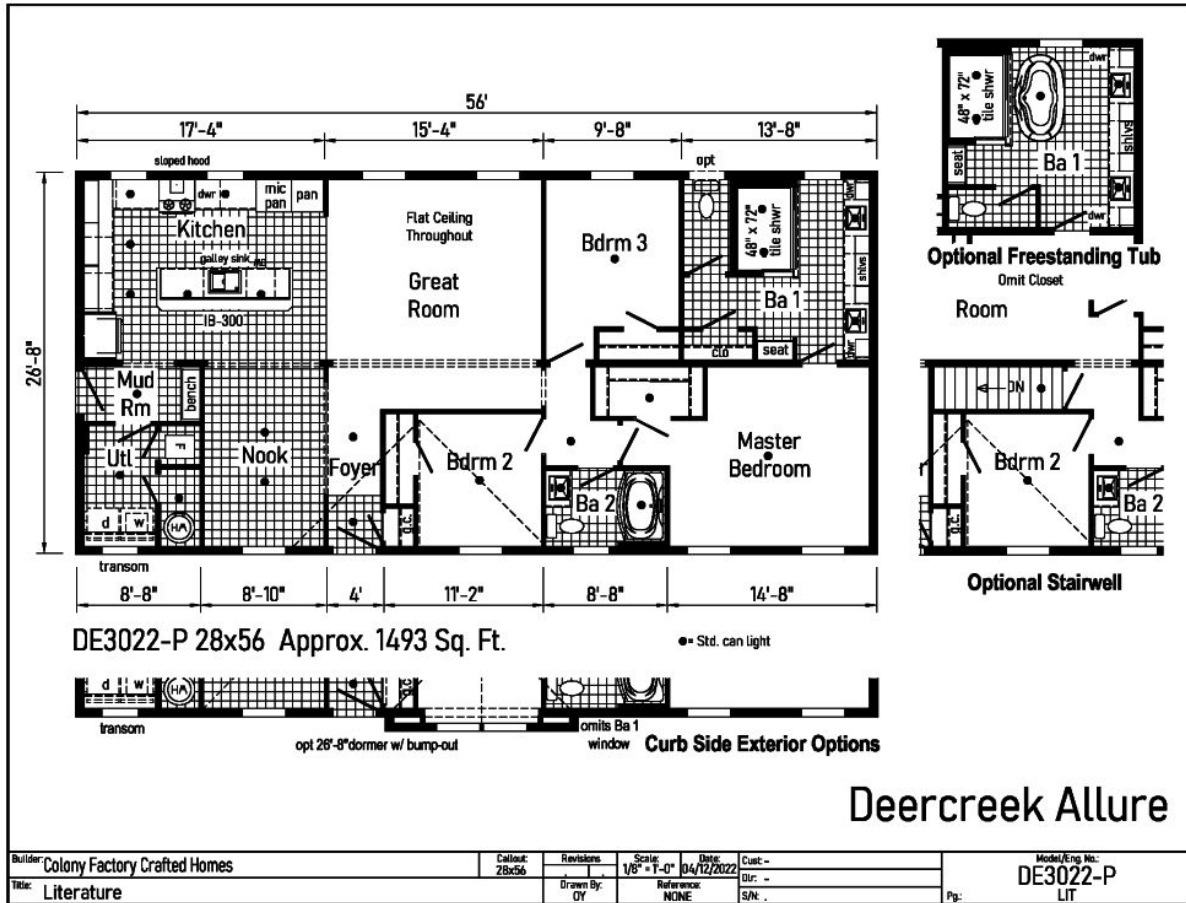 56'
17'-4" 15'-4" 9'-8" 13'-8"
sloped hood
opt
26'-8"
dwr
mic
pan
pan
Kitchen
galley sink
IB-300
Flat Ceiling
Throughout
Great
Room
Bdrm 3
48" x 72"
tile shwr
Ba 1
dwr
shlvs
dwr
clo
seat
Mud
Rm
bench
Utl
F
Nook
Foyer
Bdrm 2
Ba 2
Master
Bedroom
d
w
transom
8'-8" 8'-10" 4' 11'-2" 8'-8" 14'-8"
DE3022-P 28x56 Approx. 1493 Sq. Ft.
●= Std. can light
d
w
transom
opt 26'-8"dormer w/ bump-out
omits Ba 1
window
Curb Side Exterior Options
48" x 72"
tile shwr
dwr
shlvs
seat
Ba 1
dwr
Optional Freestanding Tub
Omit Closet
Room
DN
Bdrm 2
Ba 2
Optional Stairwell
Deercreek Allure
Builder: Colony Factory Crafted Homes
Callout:
28x56
Revisions
Scale:
1/8" = 1'-0"
Date:
04/12/2022
Cust: -
Dlr: -
S/N: .
Model/Eng. No.:
DE3022-P
Title: Literature
Drawn By:
OY
Reference:
NONE
Pg.:
LIT